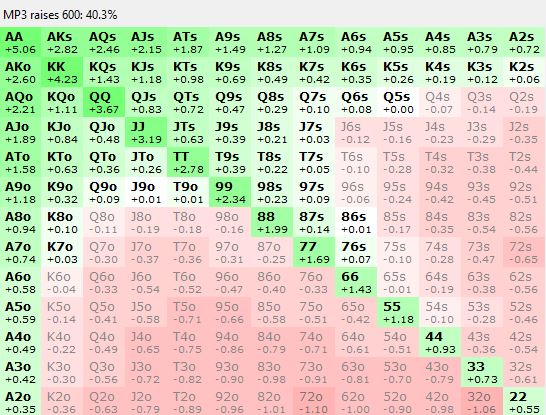 MP3 raises 600: 40.3%
AA AKs AQs AJs ATs A9s A8s A7s A6s A5s A4s A3s A2s
+5.06 +2.82 +2.46 +2.15 +1.87 +1.49 +1.27 +1.09 +0.94 +0.95 +0.85 +0.79 +0.72
AKo KK KQs KJs KTs K9s K8s K7s K6s K5s K4s K3s K2s
+2.60 +4.23 +1.43 +1.18 +0.98 +0.69 +0.49 +0.42 +0.35 +0.26 +0.19 +0.12 +0.06
AQo KQo QQ QJs QTs Q9s Q8s Q7s Q6s Q5s Q4s Q3s Q2s
+2.21 +1.11 +3.67 +0.83 +0.72 +0.47 +0.29 +0.10 +0.08 +0.00 -0.07 -0.14 -0.19
AJo KJo QJo JJ JTs J9s J8s J7s J6s J5s J4s J3s J2s
+1.89 +0.84 +0.48 +3.19 +0.63 +0.39 +0.21 +0.03 -0.12 -0.16 -0.23 -0.29 -0.35
ATo KTo QTo JTo TT T9s T8s T7s T6s T5s T4s T3s T2s
+1.58 +0.63 +0.36 +0.26 +2.78 +0.39 +0.22 +0.05 -0.10 -0.28 -0.32 -0.38 -0.44
A9o K9o Q9o J9o T9o 99 98s 97s 96s 95s 94s 93s 92s
+1.18 +0.32 +0.09 +0.01 +0.01 +2.34 +0.23 +0.09 -0.06 -0.24 -0.42 -0.45 -0.51
A8o K8o Q8o J8o T8o 98o 88 87s 86s 85s 84s 83s 82s
+0.94 +0.10 -0.11 -0.19 -0.18 -0.16 +1.99 +0.14 +0.01 -0.17 -0.35 -0.54 -0.56
A7o K7o Q7o J7o T7o 97o 87o 77 76s 75s 74s 73s 72s
+0.74 +0.03 -0.30 -0.37 -0.36 -0.31 -0.25 +1.69 +0.07 -0.10 -0.28 -0.47 -0.65
A6o K6o Q6o J6o T6o 96o 86o 76o 66 65s 64s 63s 62s
+0.58 -0.04 -0.33 -0.54 -0.52 -0.47 -0.40 -0.33 +1.43 -0.01 -0.19 -0.38 -0.56
A5o K5o Q5o J5o T5o 95o 85o 75o 65o 55 54s 53s 52s
+0.59 -0.14 -0.41 -0.58 -0.71 -0.66 -0.58 -0.51 -0.42 +1.18 -0.10 -0.28 -0.46
A4o K4o Q4o J4o T4o 94o 84o 74o 64o 54o 44 43s 42s
+0.49 -0.22 -0.49 -0.65 -0.75 -0.86 -0.79 -0.71 -0.61 -0.51 +0.93 -0.36 -0.54
A3o K3o Q3o J3o T3o 93o 83o 73o 63o 53o 43o 33 32s
+0.42 -0.30 -0.56 -0.72 -0.82 -0.90 -0.98 -0.91 -0.81 -0.70 -0.79 +0.73 -0.61
A2o K2o Q2o J2o T2o 92o 82o 72o 62o 52o 42o 32o 22
+0.35 -0.36 -0.63 -0.79 -0.88 -0.96 -1.01 -1.10 -1.00 -0.90 -0.98 -1.06 +0.55